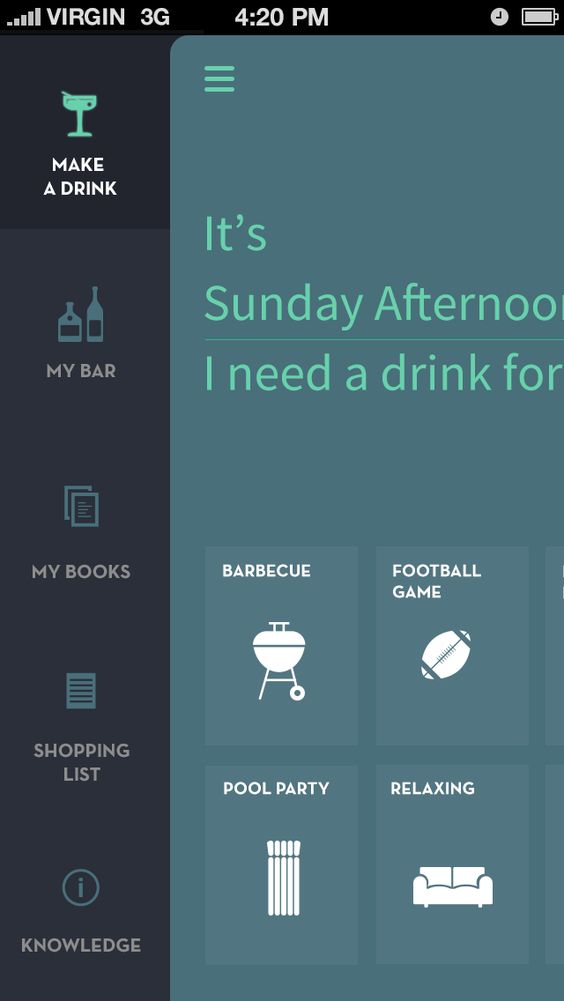 VIRGIN 3G 4:20 PM
MAKE
A DRINK
MY BAR
MY BOOKS
SHOPPING
LIST
KNOWLEDGE
It’s
Sunday Afternoo
I need a drink for
BARBECUE
FOOTBALL
GAME
POOL PARTY
RELAXING